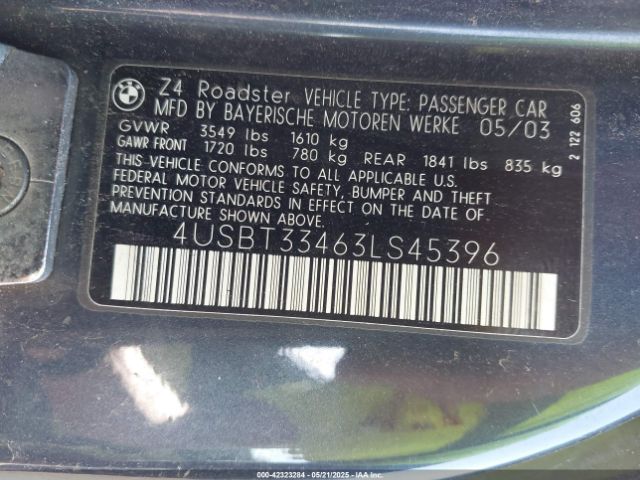 Z4 Roadster VEHICLE TYPE: PASSENGER CAR
MFD BY BAYERISCHE MOTOREN WERKE 05/03
GVWR 3549 lbs 1610 kg
GAWR FRONT 1720 lbs 780 kg REAR 1841 lbs 835 kg
THIS VEHICLE CONFORMS TO ALL APPLICABLE U.S.
FEDERAL MOTOR VEHICLE SAFETY, BUMPER AND THEFT
PREVENTION STANDARDS IN EFFECT ON THE DATE OF
MANUFACTURE SHOWN ABOVE:
4USBT33463LS45396
2 122 606
BMW
000-42323284 - 05/21/2025 - IAAI.COM